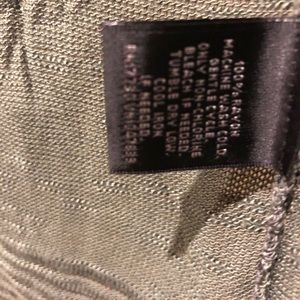 100% RAYON
MACHINE WASH COLD.
GENTLE CYCLE.
ONLY NON-CHLORINE
BLEACH IF NEEDED.
TUMBLE DRY LOW.
COOL IRON
IF NEEDED.